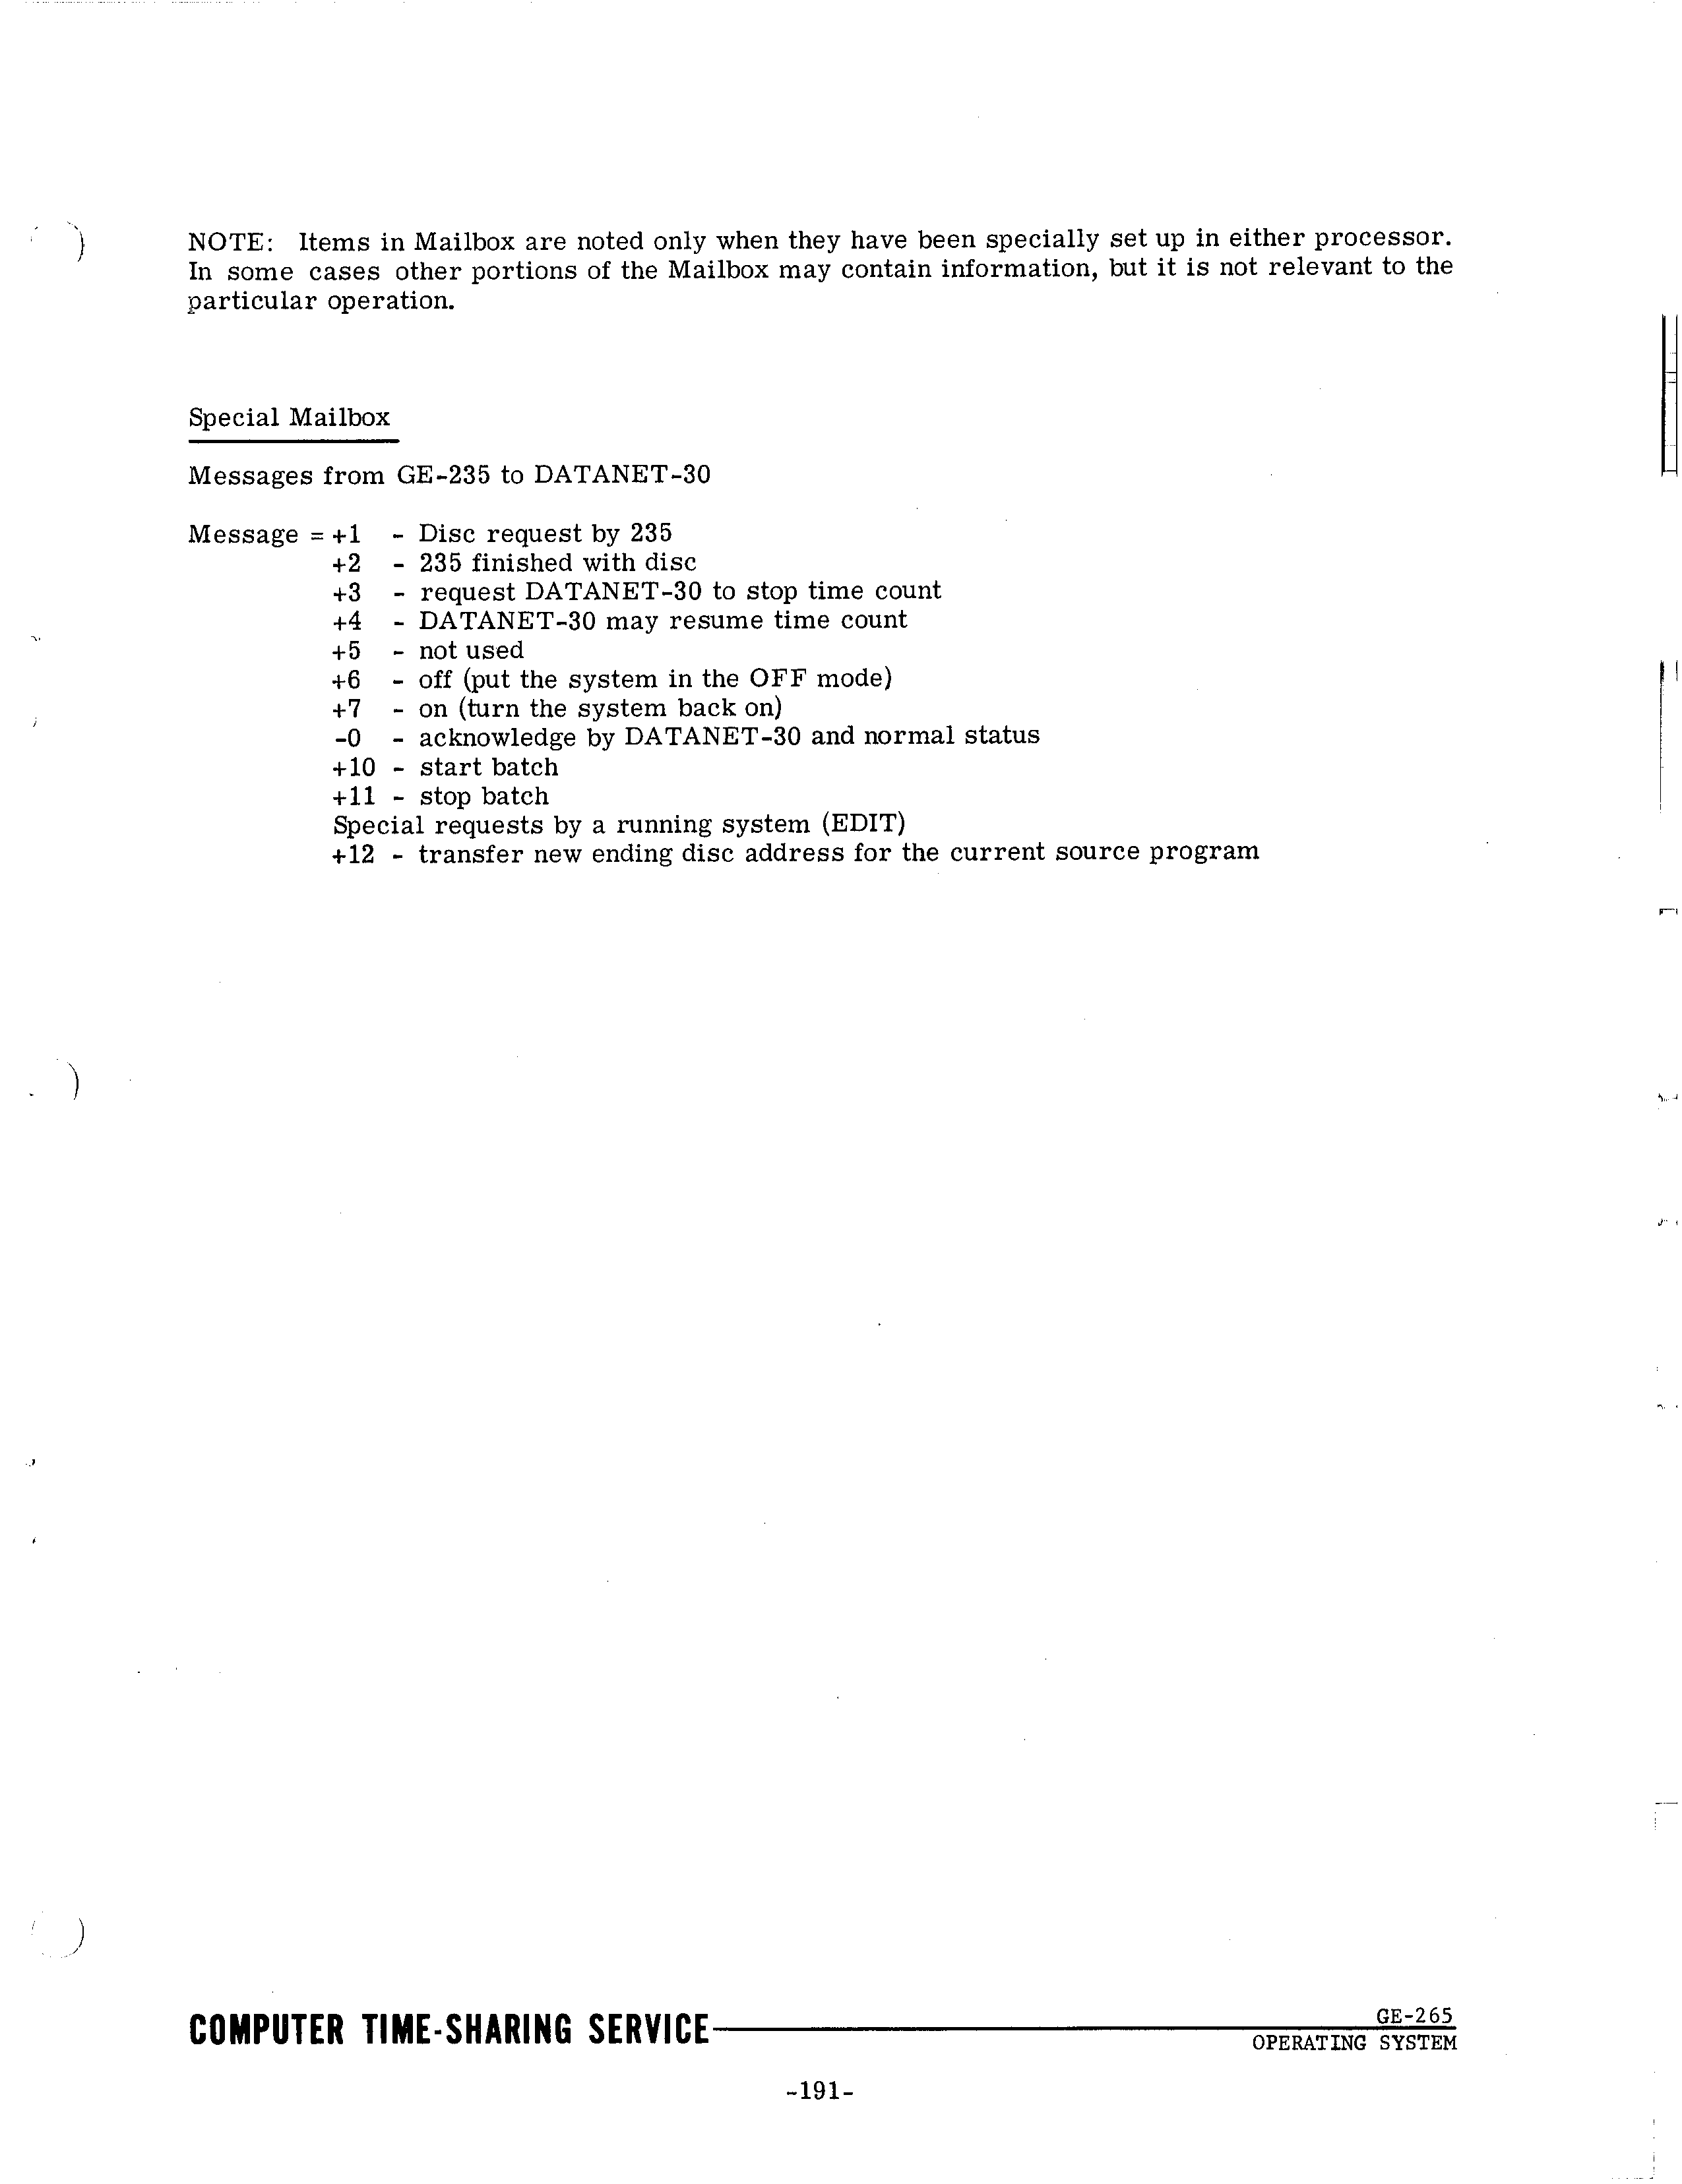 NOTE: Items in Mailbox are noted only when they have been specially set up in either processor.
In some cases other portions of the Mailbox may contain information, but it is not relevant to the
particular operation.
Special Mailbox
Messages from GE-235 to DATANET-30
Message = +1 - Disc request by 235
+2 - 235 finished with disc
+3 - request DATANET-30 to stop time count
+4 - DATANET-30 may resume time count
+5 - not used
+6 - off (put the system in the OFF mode)
+7 - on (turn the system back on)
-0 - acknowledge by DATANET-30 and normal status
+10 - start batch
+11 - stop batch
Special requests by a running system (EDIT)
+12 - transfer new ending disc address for the current source program
COMPUTER TIME-SHARING SERVICE
GE-265
OPERATING SYSTEM
-191-